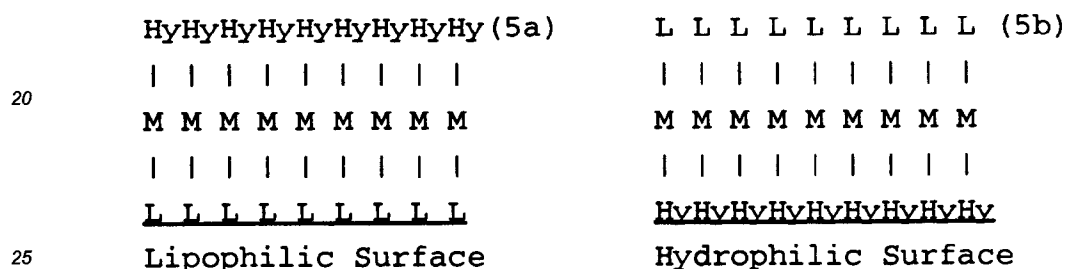 HyHyHyHyHyHyHyHyHy(5a) L L L L L L L L L (5b)
| | | | | | | | | | | | | | | | | |
20
M M M M M M M M M M M M M M M M M M
| | | | | | | | | | | | | | | | | |
L L L L L L L L L HyHyHyHyHyHyHyHyHy
25 Lipophilic Surface Hydrophilic Surface